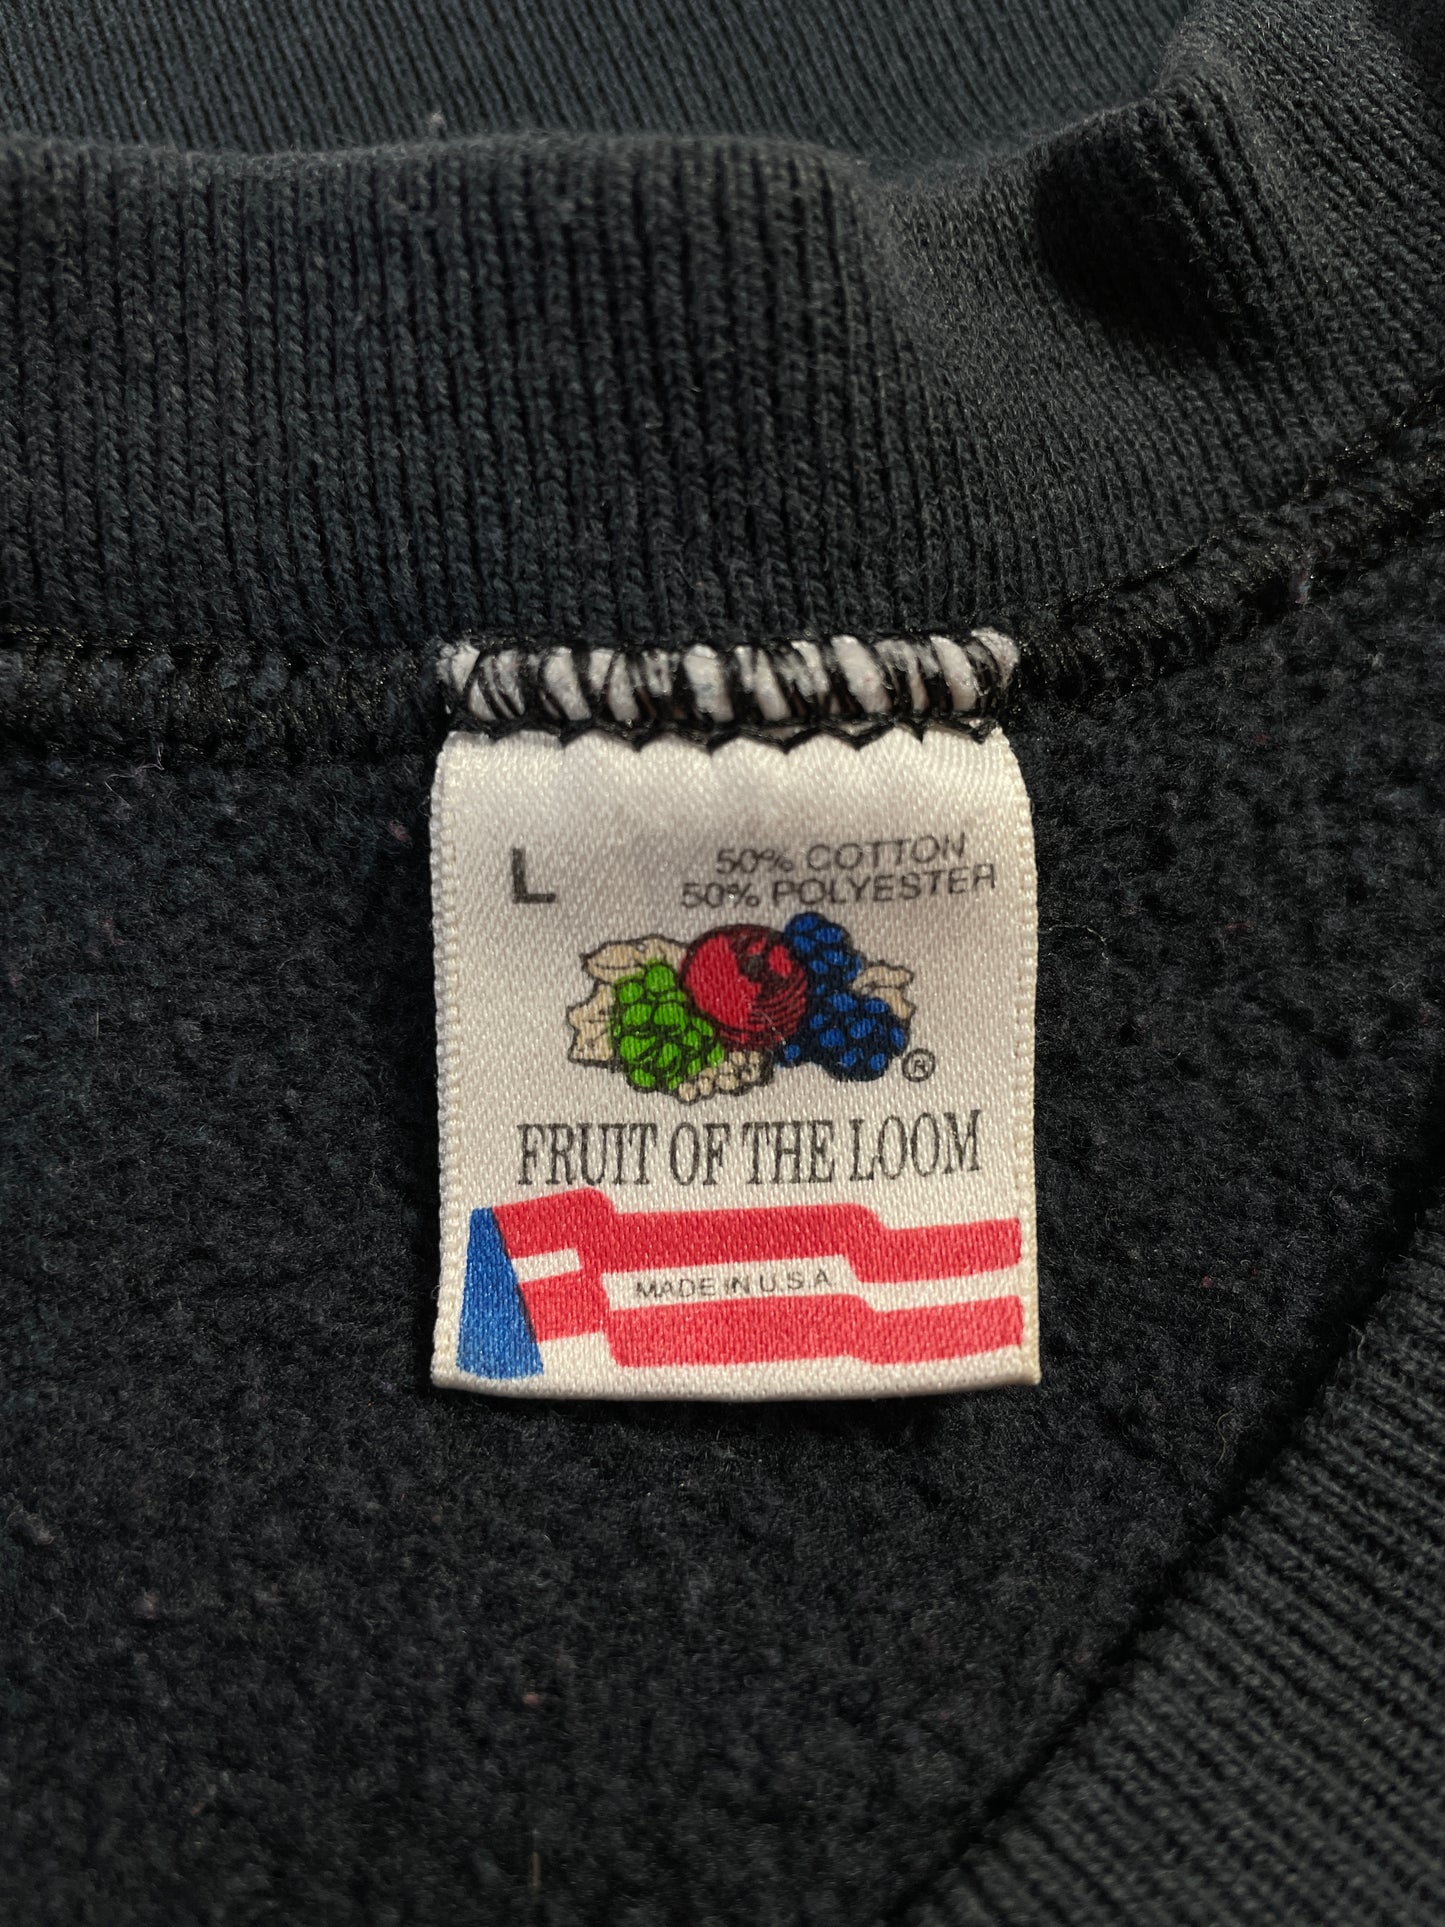 L
50% COTTON
50% POLYESTER
®
FRUIT OF THE LOOM
MADE IN U.S.A